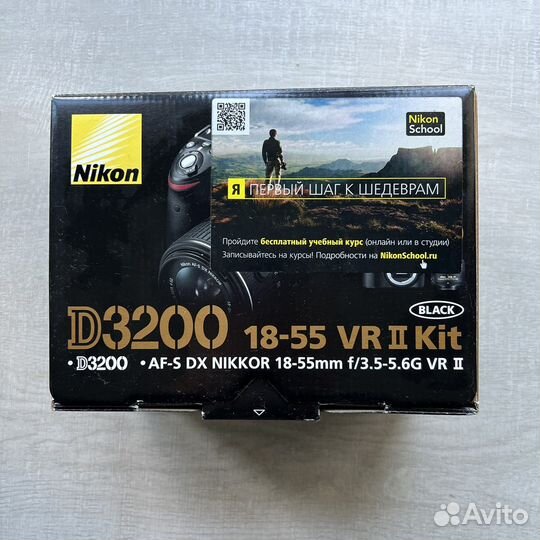 Nikon
Nikon School
Я ПЕРВЫЙ ШАГ К ШЕДЕВРАМ
Пройдите бесплатный учебный курс (онлайн или в студии)
Записывайтесь на курсы! Подробности на NikonSchool.ru
BLACK
D3200 18-55 VR II Kit
• D3200 • AF-S DX NIKKOR 18-55mm f/3.5-5.6G VR II
Avito